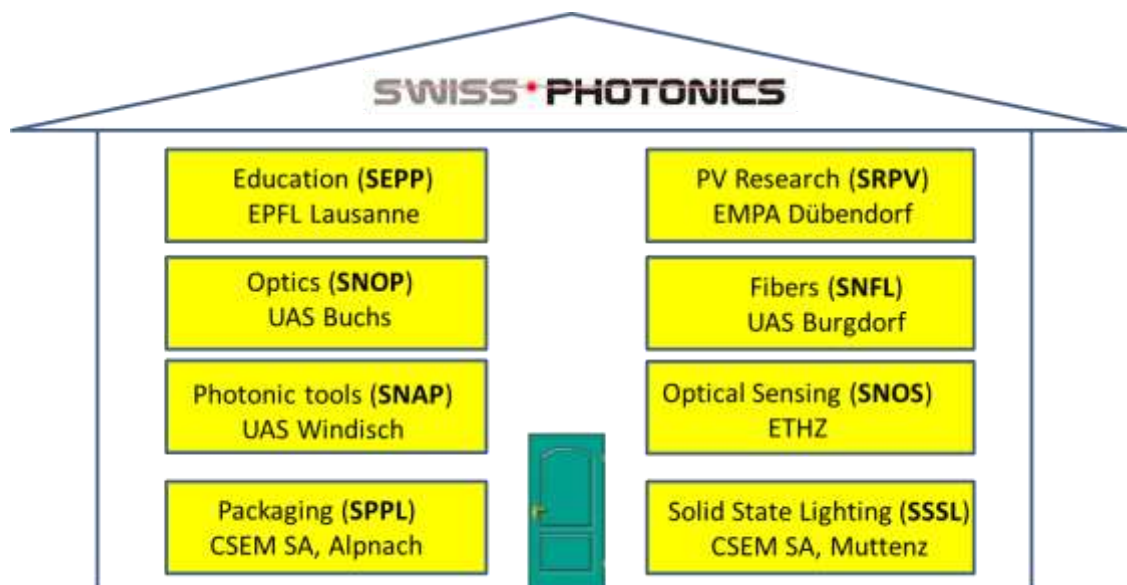 SWISS PHOTONICS
Education (SEPP)
EPFL Lausanne
PV Research (SRPV)
EMPA Dübendorf
Optics (SNOP)
UAS Buchs
Fibers (SNFL)
UAS Burgdorf
Photonic tools (SNAP)
UAS Windisch
Optical Sensing (SNOS)
ETHZ
Packaging (SPPL)
CSEM SA, Alpnach
Solid State Lighting (SSSL)
CSEM SA, Muttenz